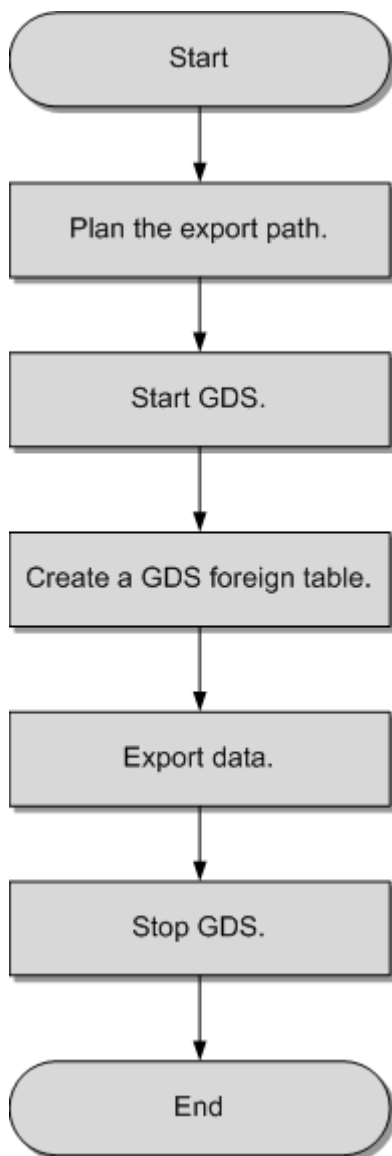 Start
Plan the export path.
Start GDS.
Create a GDS foreign table.
Export data.
Stop GDS.
End